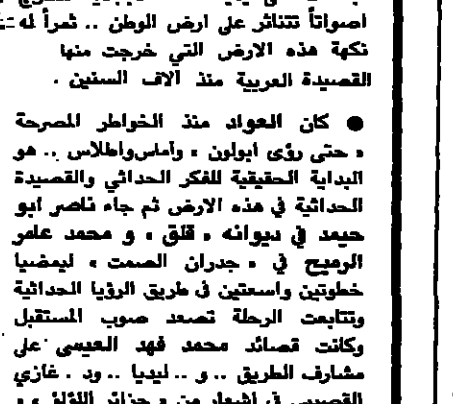 اصواتاً تتناثر على ارض الوطن .. ثمراً له
نكهة هذه الارض التي خرجت منها
القصيدة العربية منذ آلاف السنين .
● كان العواد منذ الخواطر المصرحة
« حتى رؤى ابولون » وأماس واطلاس .. هو
البداية الحقيقية للفكر الحداثي والقصيدة
الحداثية في هذه الارض ثم جاء ناصر ابو
حيمد في ديوانه « قلق » و محمد عامر
الرميح في « جدران الصمت » ليمضيا
خطوتين واسعتين في طريق الرؤيا الحداثية
وتتابعت الرحلة تصعد صوب المستقبل
وكانت قصائد محمد فهد العيسى على
مشارف الطريق .. و .. ليديا .. ود . غازي
القصيبي في اشعار من « جزائر اللؤلؤ » و